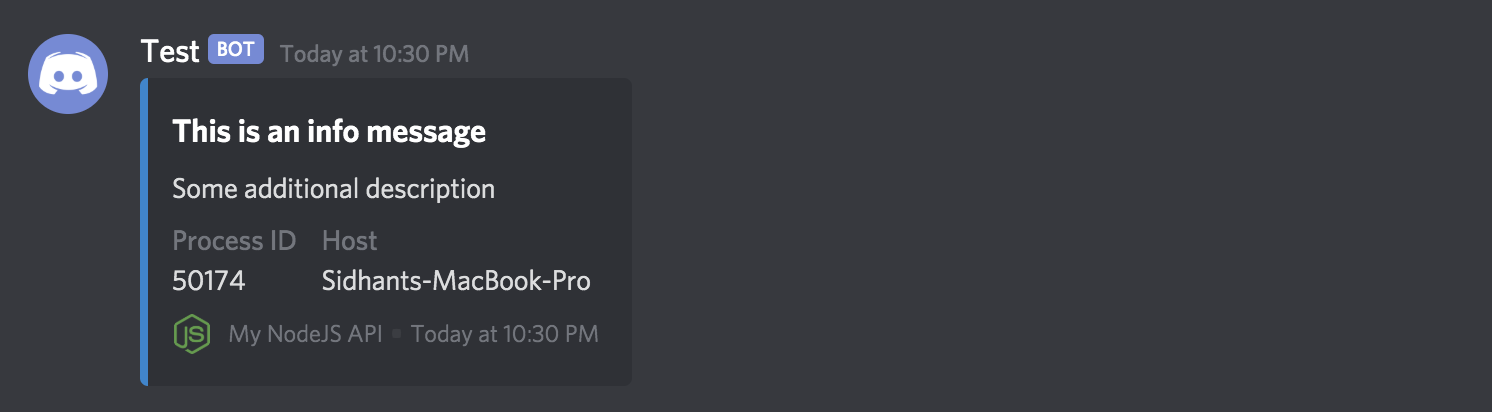 Test BOT Today at 10:30 PM
This is an info message
Some additional description
Process ID Host
50174 Sidhants-MacBook-Pro
JS My NodeJS API Today at 10:30 PM